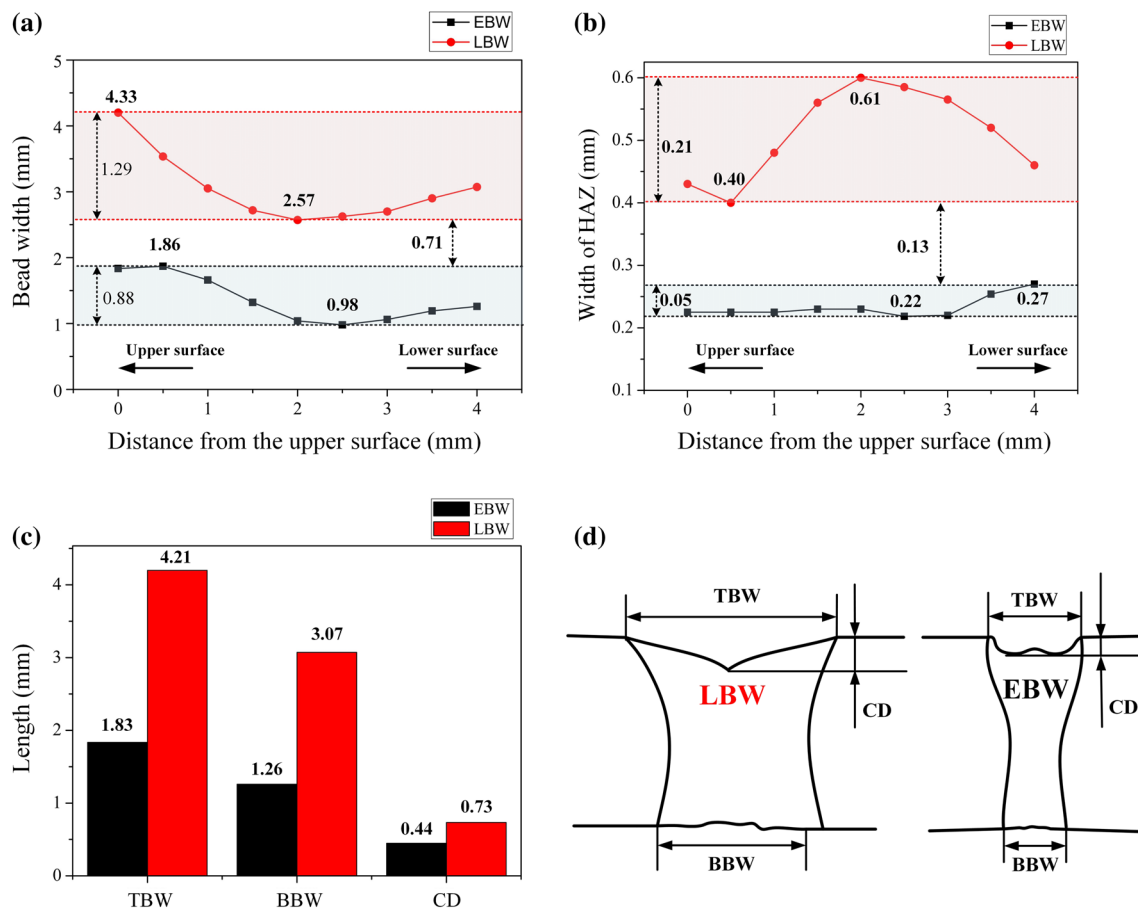 (a)
EBW
LBW
5
4
3
2
1
0
Bead width (mm)
4.33
1.29
2.57
1.86
0.71
0.88
0.98
Upper surface
Lower surface
0 1 2 3 4
Distance from the upper surface (mm)
(b)
EBW
LBW
0.6
0.5
0.4
0.3
0.2
0.1
Width of HAZ (mm)
0.61
0.21
0.40
0.13
0.05
0.22
0.27
Upper surface
Lower surface
0 1 2 3 4
Distance from the upper surface (mm)
(c)
EBW
LBW
4
3
2
1
0
Length (mm)
4.21
3.07
1.83
1.26
0.73
0.44
TBW BBW CD
(d)
TBW
LBW
CD
BBW
TBW
EBW
CD
BBW